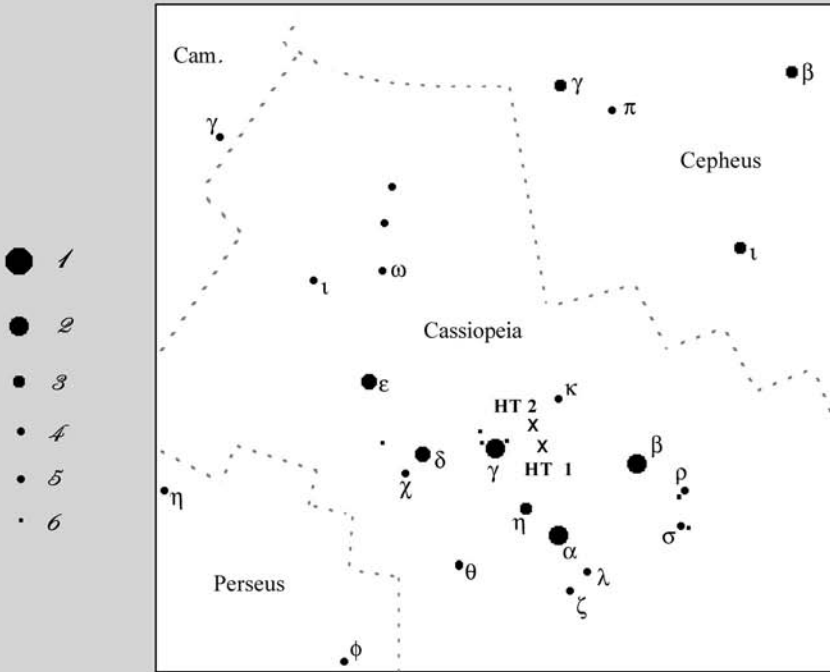 Cam.
γ
β
γ
π
Cepheus
ι
ω
ι
Cassiopeia
ε
κ
HT 2
x
x
HT 1
γ
δ
χ
β
ρ
η
η
α
σ
θ
λ
ζ
Perseus
φ
1
2
3
4
5
6